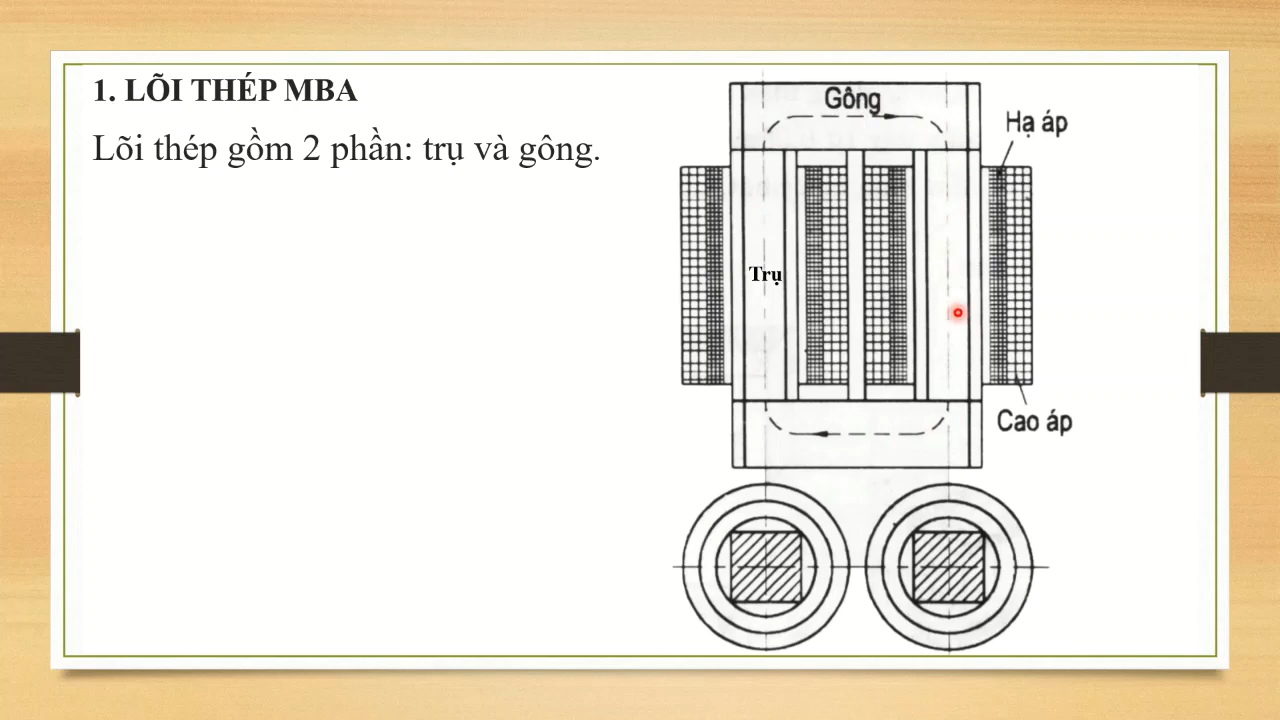 1. LÕI THÉP MBA
Lõi thép gồm 2 phần: trụ và gông.
Gông
Hạ áp
Trụ
Cao áp